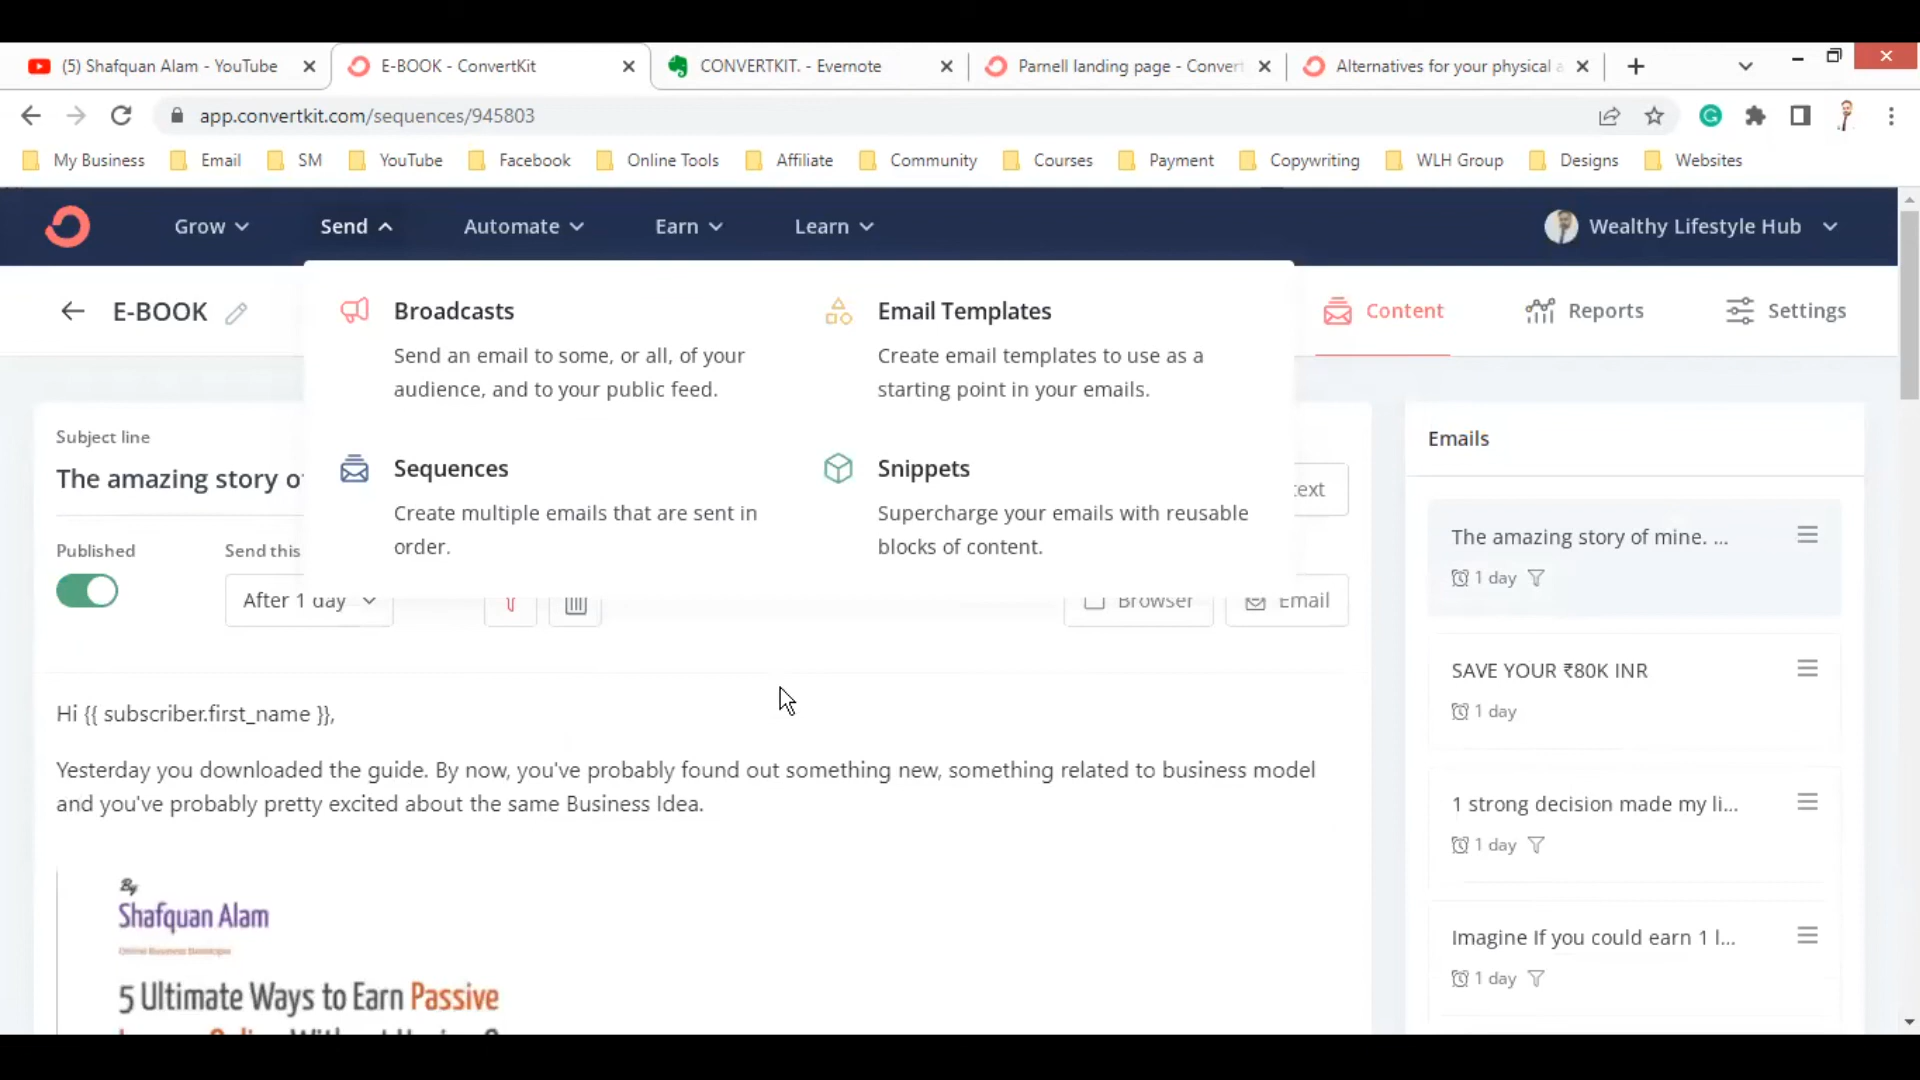 (5) Shafquan Alam - YouTube
E-BOOK - ConvertKit
CONVERTKIT. - Evernote
Parnell landing page - Convert
Alternatives for your physical a
app.convertkit.com/sequences/945803
My Business
Email
SM
YouTube
Facebook
Online Tools
Affiliate
Community
Courses
Payment
Copywriting
WLH Group
Designs
Websites
Grow
Send
Automate
Earn
Learn
Wealthy Lifestyle Hub
E-BOOK
Content
Reports
Settings
Broadcasts
Send an email to some, or all, of your
audience, and to your public feed.
Email Templates
Create email templates to use as a
starting point in your emails.
Sequences
Create multiple emails that are sent in
order.
Snippets
Supercharge your emails with reusable
blocks of content.
Subject line
The amazing story of
text
Published
Send this
After 1 day
Browser
Email
Hi {{ subscriber.first_name }},
Yesterday you downloaded the guide. By now, you've probably found out something new, something related to business model
and you've probably pretty excited about the same Business Idea.
By
Shafquan Alam
Online Business Developer
5 Ultimate Ways to Earn Passive
Emails
The amazing story of mine. ...
1 day
SAVE YOUR ₹80K INR
1 day
1 strong decision made my li...
1 day
Imagine If you could earn 1 l...
1 day